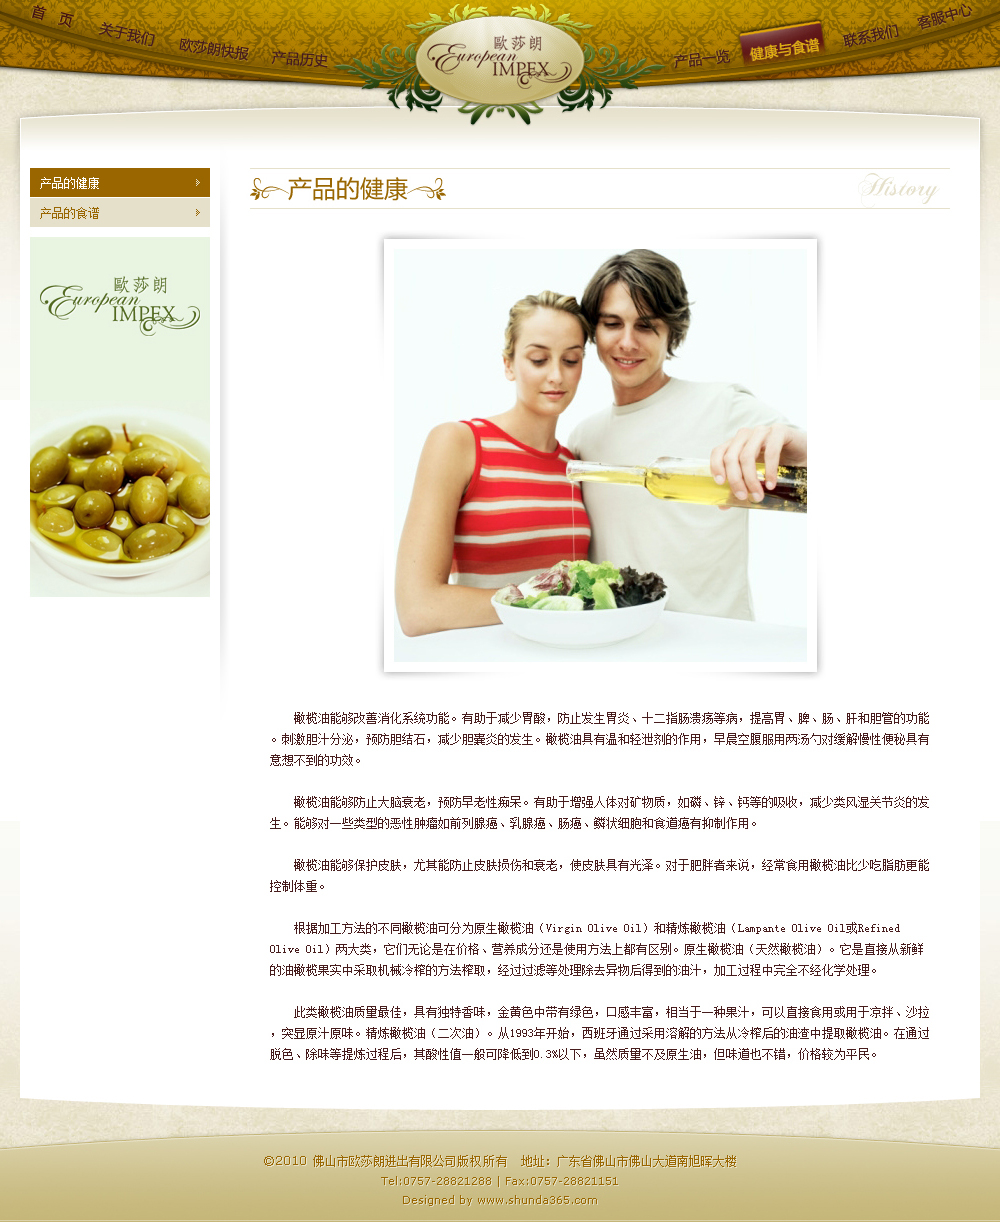 首 页
关于我们
欧莎朗快报
产品历史
歐莎朗
European
IMPEX
产品一览
健康与食谱
联系我们
客服中心
产品的健康
产品的食谱
歐莎朗
European
IMPEX
产品的健康
History
橄榄油能够改善消化系统功能。有助于减少胃酸，防止发生胃炎、十二指肠溃疡等病，提高胃、脾、肠、肝和胆管的功能
。刺激胆汁分泌，预防胆结石，减少胆囊炎的发生。橄榄油具有温和轻泄剂的作用，早晨空腹服用两汤勺对缓解慢性便秘具有
意想不到的功效。
橄榄油能够防止大脑衰老，预防早老性痴呆。有助于增强人体对矿物质，如磷、锌、钙等的吸收，减少类风湿关节炎的发
生。能够对一些类型的恶性肿瘤如前列腺癌、乳腺癌、肠癌、鳞状细胞和食道癌有抑制作用。
橄榄油能够保护皮肤，尤其能防止皮肤损伤和衰老，使皮肤具有光泽。对于肥胖者来说，经常食用橄榄油比少吃脂肪更能
控制体重。
根据加工方法的不同橄榄油可分为原生橄榄油（Virgin Olive Oil）和精炼橄榄油（Lampante Olive Oil或Refined
Olive Oil）两大类，它们无论是在价格、营养成分还是使用方法上都有区别。原生橄榄油（天然橄榄油）。它是直接从新鲜
的油橄榄果实中采取机械冷榨的方法榨取，经过过滤等处理除去异物后得到的油汁，加工过程中完全不经化学处理。
此类橄榄油质量最佳，具有独特香味，金黄色中带有绿色，口感丰富，相当于一种果汁，可以直接食用或用于凉拌、沙拉
，突显原汁原味。精炼橄榄油（二次油）。从1993年开始，西班牙通过采用溶解的方法从冷榨后的油渣中提取橄榄油。在通过
脱色、除味等提炼过程后，其酸性值一般可降低到0.3%以下，虽然质量不及原生油，但味道也不错，价格较为平民。
©2010 佛山市欧莎朗进出有限公司版权所有 地址：广东省佛山市佛山大道南旭晖大楼
Tel:0757-28821288 | Fax:0757-28821151
Designed by www.shunda365.com